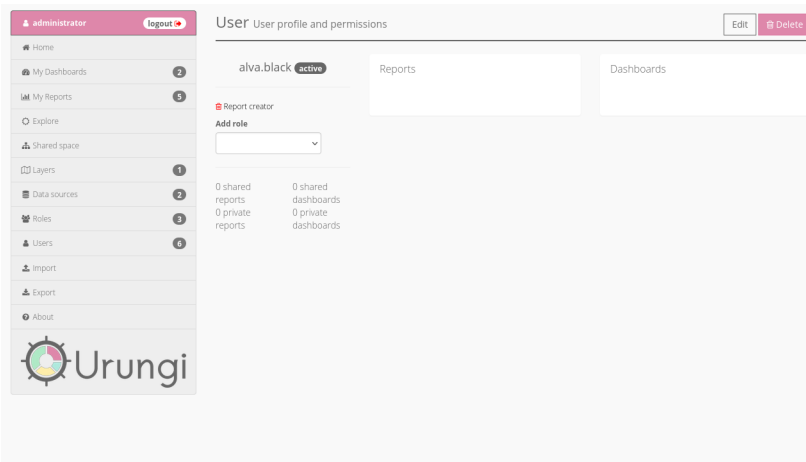 administrator
logout
Home
My Dashboards 2
My Reports 5
Explore
Shared space
Layers 1
Data sources 2
Roles 3
Users 6
Import
Export
About
Urungi
User User profile and permissions
Edit
Delete
alva.black active
Report creator
Add role
0 shared reports
0 shared dashboards
0 private reports
0 private dashboards
Reports
Dashboards